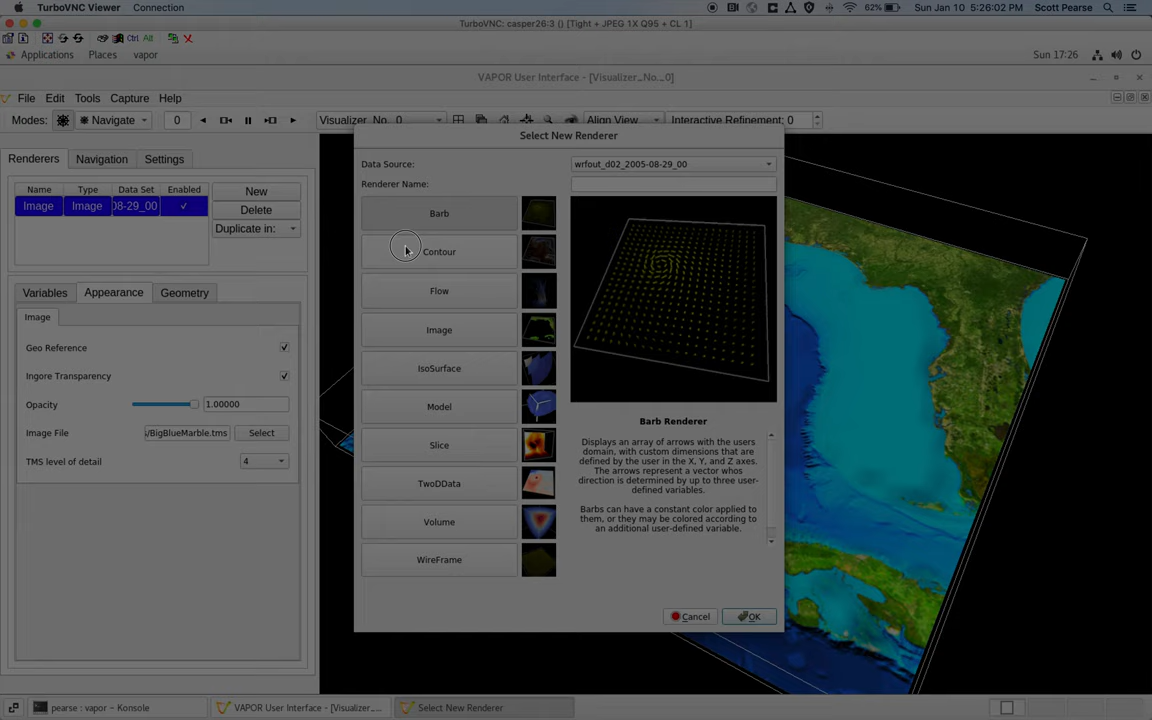 TurboVNC Viewer Connection 62% Sun Jan 10 5:26:02 PM Scott Pearse
TurboVNC: casper26:3 () [Tight + JPEG 1X Q95 + CL 1]
Ctrl Alt
Applications Places vapor Sun 17:26
VAPOR User Interface - [Visualizer_No._0]
File Edit Tools Capture Help
Modes: Navigate 0 Visualizer_No._0 Align View Interactive Refinement: 0
Select New Renderer
Renderers Navigation Settings
Data Source: wrfout_d02_2005-08-29_00
Renderer Name:
Name Type Data Set Enabled New
Image Image 08-29_00 ✓ Delete
Duplicate in:
Barb
Contour
Flow
Image
IsoSurface
Model
Slice
TwoDData
Volume
WireFrame
Barb Renderer
Displays an array of arrows with the users
domain, with custom dimensions that are
defined by the user in the X, Y, and Z axes.
The arrows represent a vector whos
direction is determined by up to three user-
defined variables.
Barbs can have a constant color applied to
them, or they may be colored according to
an additional user-defined variable.
Cancel OK
Variables Appearance Geometry
Image
Geo Reference
Ingore Transparency
Opacity 1.00000
Image File /BigBlueMarble.tms Select
TMS level of detail 4
pearse : vapor – Konsole VAPOR User Interface - [Visualizer_... Select New Renderer